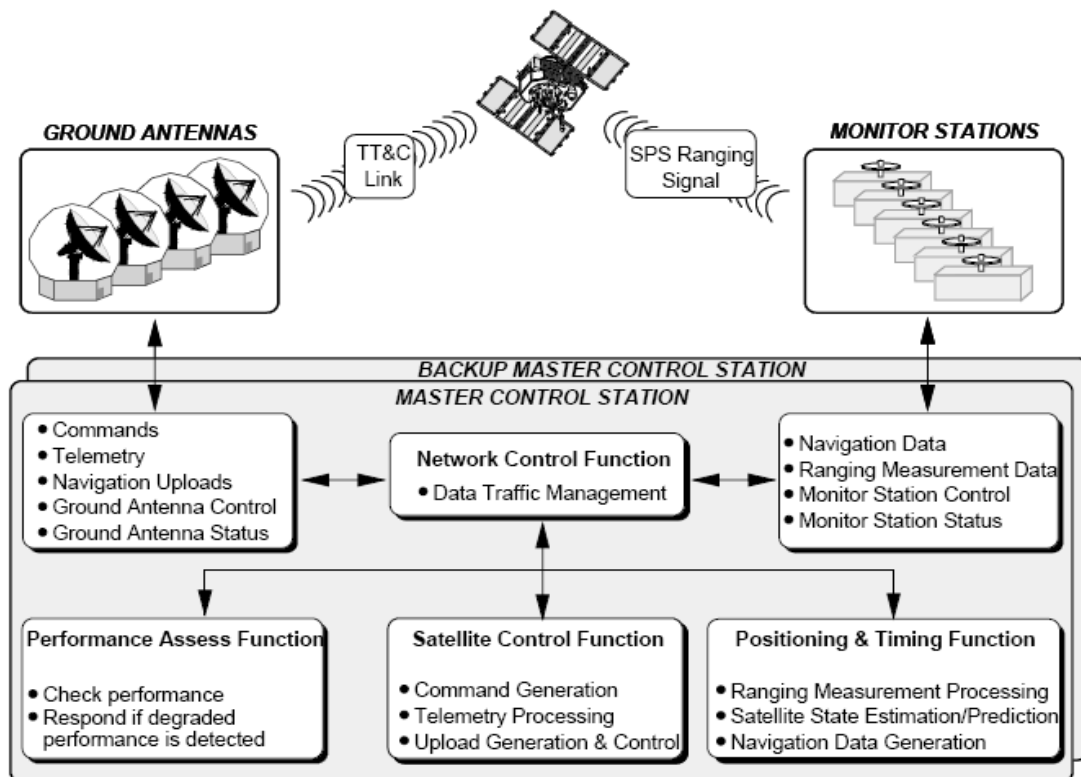 GROUND ANTENNAS
TT&C
Link
SPS Ranging
Signal
MONITOR STATIONS
BACKUP MASTER CONTROL STATION
MASTER CONTROL STATION
• Commands
• Telemetry
• Navigation Uploads
• Ground Antenna Control
• Ground Antenna Status
Network Control Function
• Data Traffic Management
• Navigation Data
• Ranging Measurement Data
• Monitor Station Control
• Monitor Station Status
Performance Assess Function
• Check performance
• Respond if degraded
performance is detected
Satellite Control Function
• Command Generation
• Telemetry Processing
• Upload Generation & Control
Positioning & Timing Function
• Ranging Measurement Processing
• Satellite State Estimation/Prediction
• Navigation Data Generation